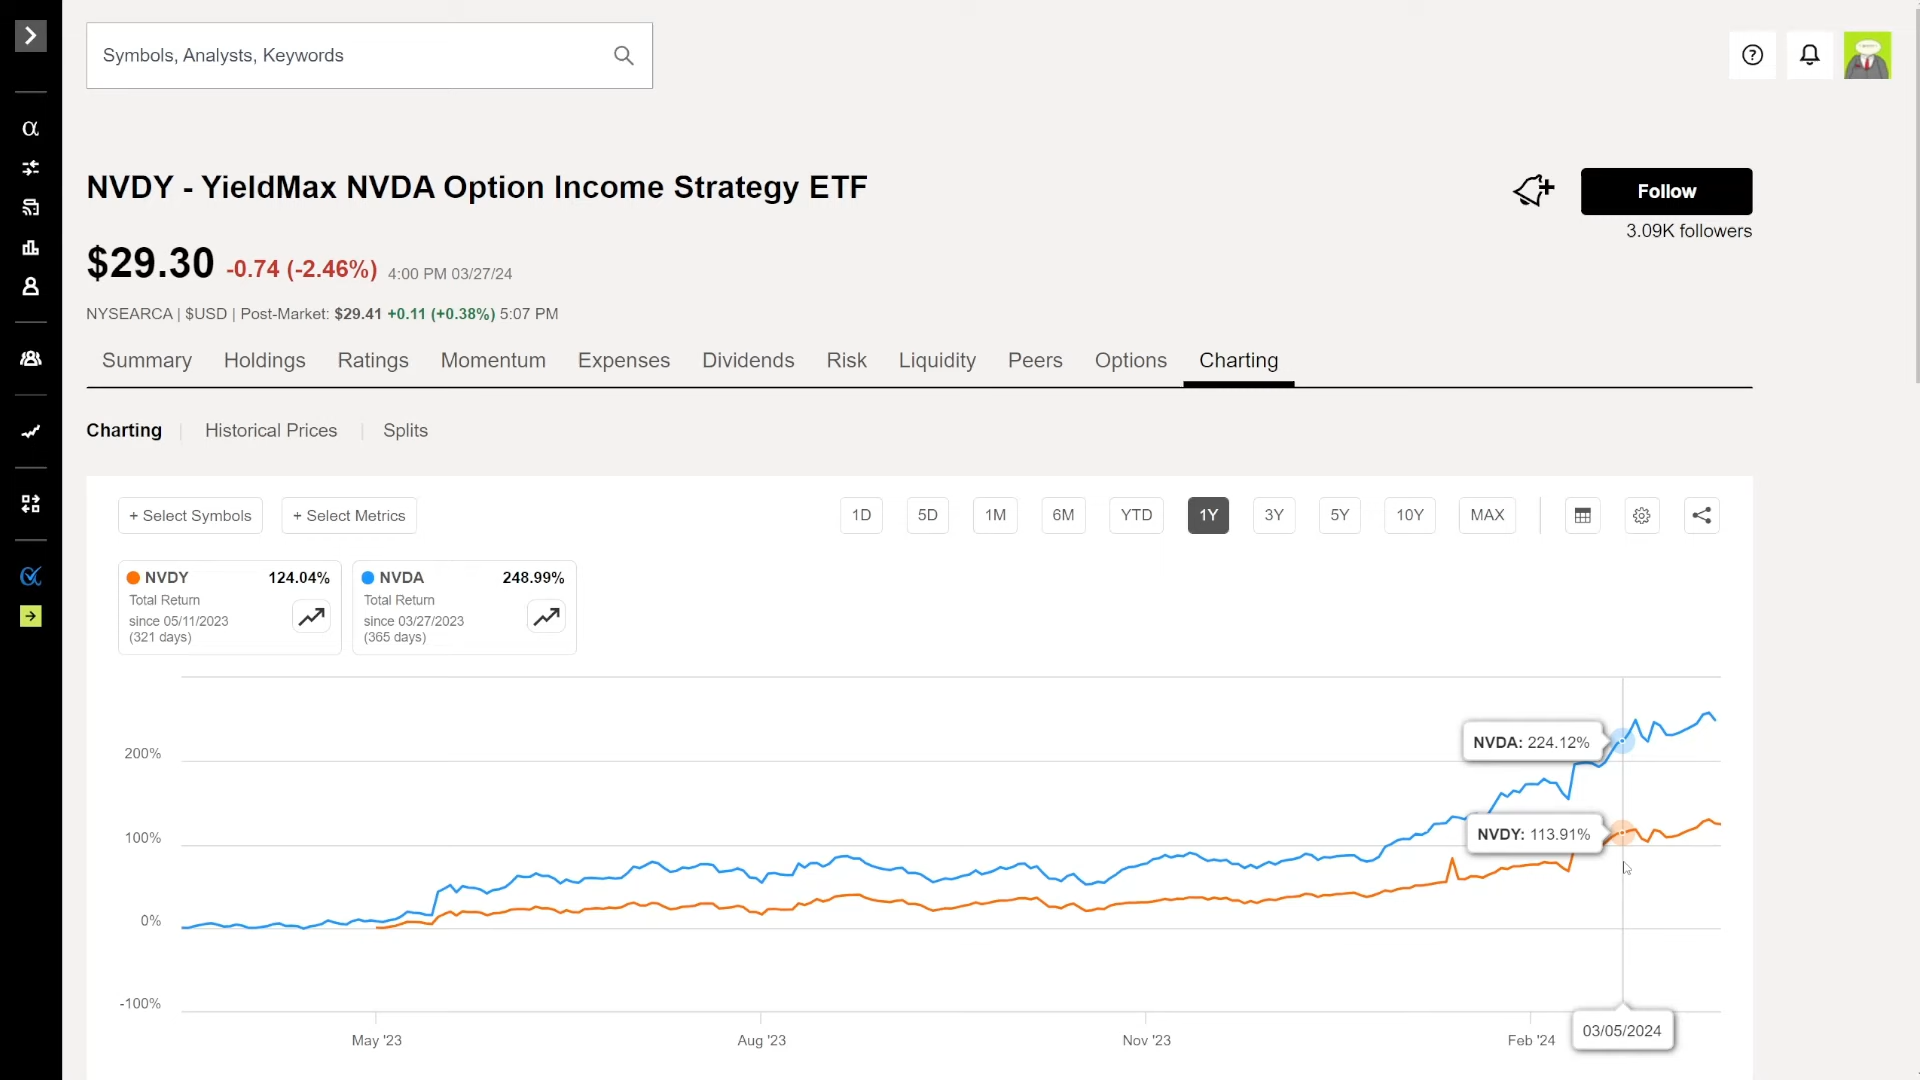 Symbols, Analysts, Keywords
NVDY - YieldMax NVDA Option Income Strategy ETF
Follow
3.09K followers
$29.30 -0.74 (-2.46%) 4:00 PM 03/27/24
NYSEARCA | $USD | Post-Market: $29.41 +0.11 (+0.38%) 5:07 PM
Summary Holdings Ratings Momentum Expenses Dividends Risk Liquidity Peers Options Charting
Charting | Historical Prices | Splits
+ Select Symbols + Select Metrics 1D 5D 1M 6M YTD 1Y 3Y 5Y 10Y MAX
NVDY 124.04%
Total Return
since 05/11/2023
(321 days)
NVDA 248.99%
Total Return
since 03/27/2023
(365 days)
200%
NVDA: 224.12%
100%
NVDY: 113.91%
0%
-100%
May '23 Aug '23 Nov '23 Feb '24
03/05/2024